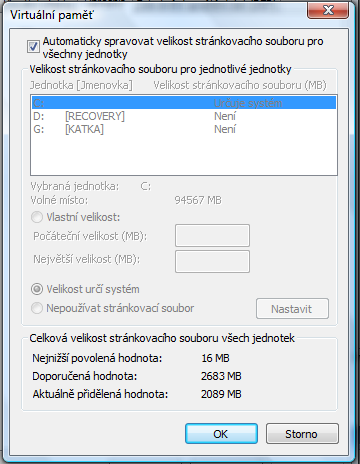 Virtuální paměť
Automaticky spravovat velikost stránkovacího souboru pro
všechny jednotky
Velikost stránkovacího souboru pro jednotlivé jednotky
Jednotka [Jmenovka] Velikost stránkovacího souboru (MB)
C: Určuje systém
D: [RECOVERY] Není
G: [KATKA] Není
Vybraná jednotka: C:
Volné místo: 94567 MB
Vlastní velikost:
Počáteční velikost (MB):
Největší velikost (MB):
Velikost určí systém
Nepoužívat stránkovací soubor
Nastavit
Celková velikost stránkovacího souboru všech jednotek
Nejnižší povolená hodnota: 16 MB
Doporučená hodnota: 2683 MB
Aktuálně přidělená hodnota: 2089 MB
OK Storno